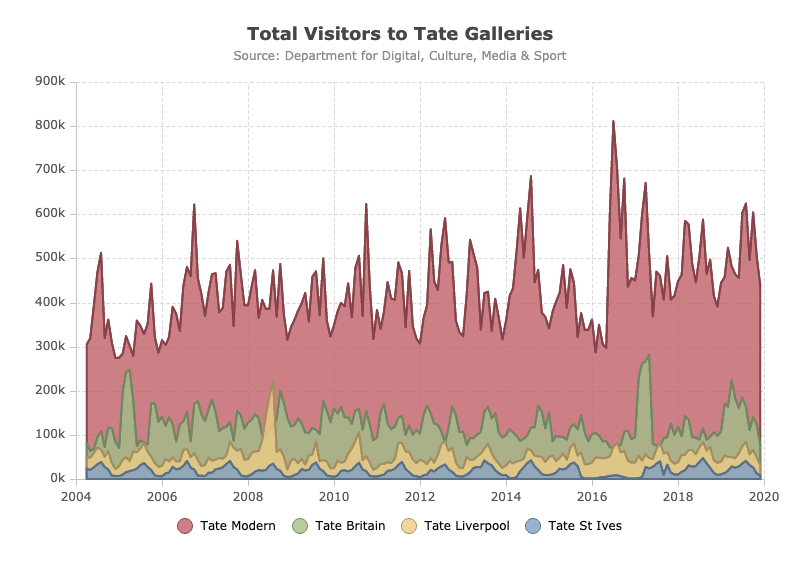 Total Visitors to Tate Galleries
Source: Department for Digital, Culture, Media & Sport
900k
800k
700k
600k
500k
400k
300k
200k
100k
0k
2004 2006 2008 2010 2012 2014 2016 2018 2020
Tate Modern Tate Britain Tate Liverpool Tate St Ives